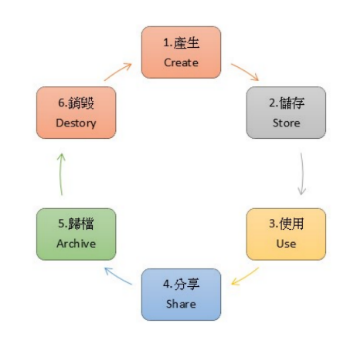 1.產生
Create
2.儲存
Store
3.使用
Use
4.分享
Share
5.歸檔
Archive
6.銷毀
Destory